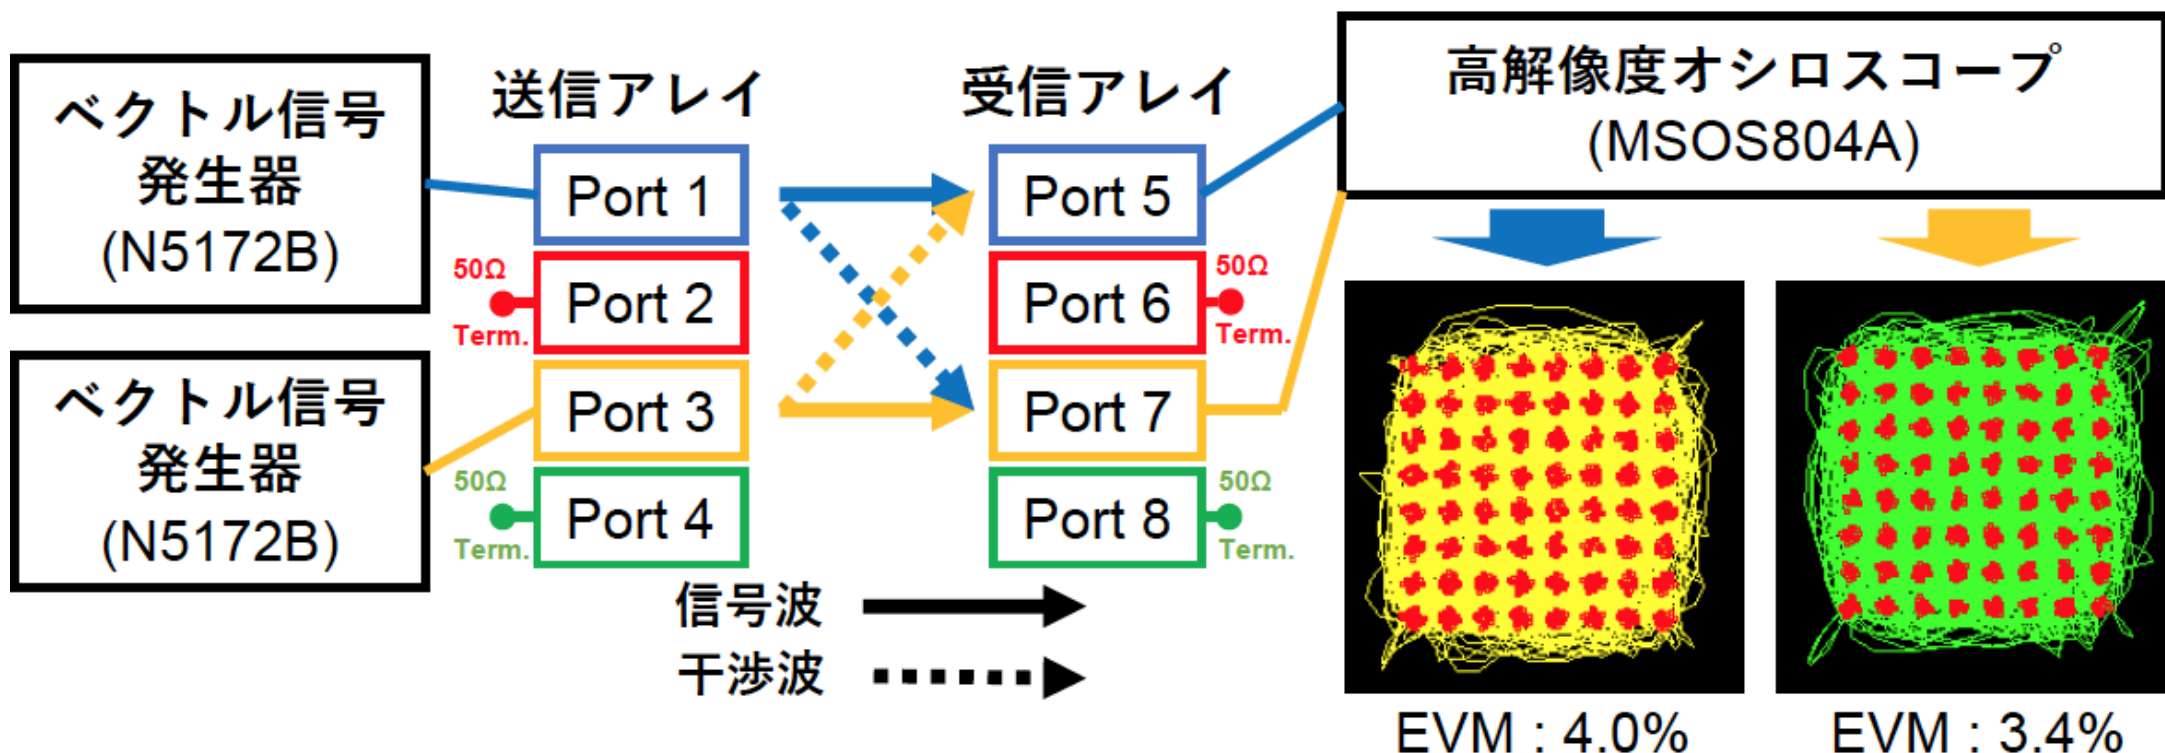 ベクトル信号
発生器
(N5172B)
ベクトル信号
発生器
(N5172B)
送信アレイ
Port 1
50Ω
Term.
Port 2
Port 3
50Ω
Term.
Port 4
受信アレイ
Port 5
Port 6
50Ω
Term.
Port 7
Port 8
50Ω
Term.
信号波
干渉波
高解像度オシロスコープ
(MSOS804A)
EVM : 4.0%
EVM : 3.4%